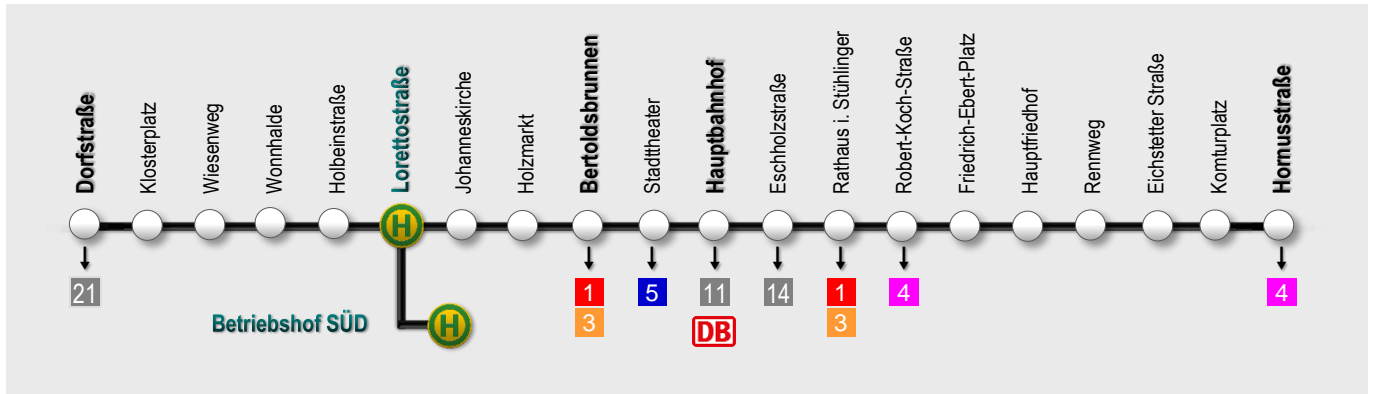 Dorfstraße
Klosterplatz
Wiesenweg
Wonnhalde
Holbeinstraße
Lorettostraße
Johanneskirche
Holzmarkt
Bertoldsbrunnen
Stadttheater
Hauptbahnhof
Eschholzstraße
Rathaus i. Stühlinger
Robert-Koch-Straße
Friedrich-Ebert-Platz
Hauptfriedhof
Rennweg
Eichstetter Straße
Komturplatz
Hornusstraße
H
21
1
5
11
14
1
4
4
Betriebshof SÜD
H
3
DB
3